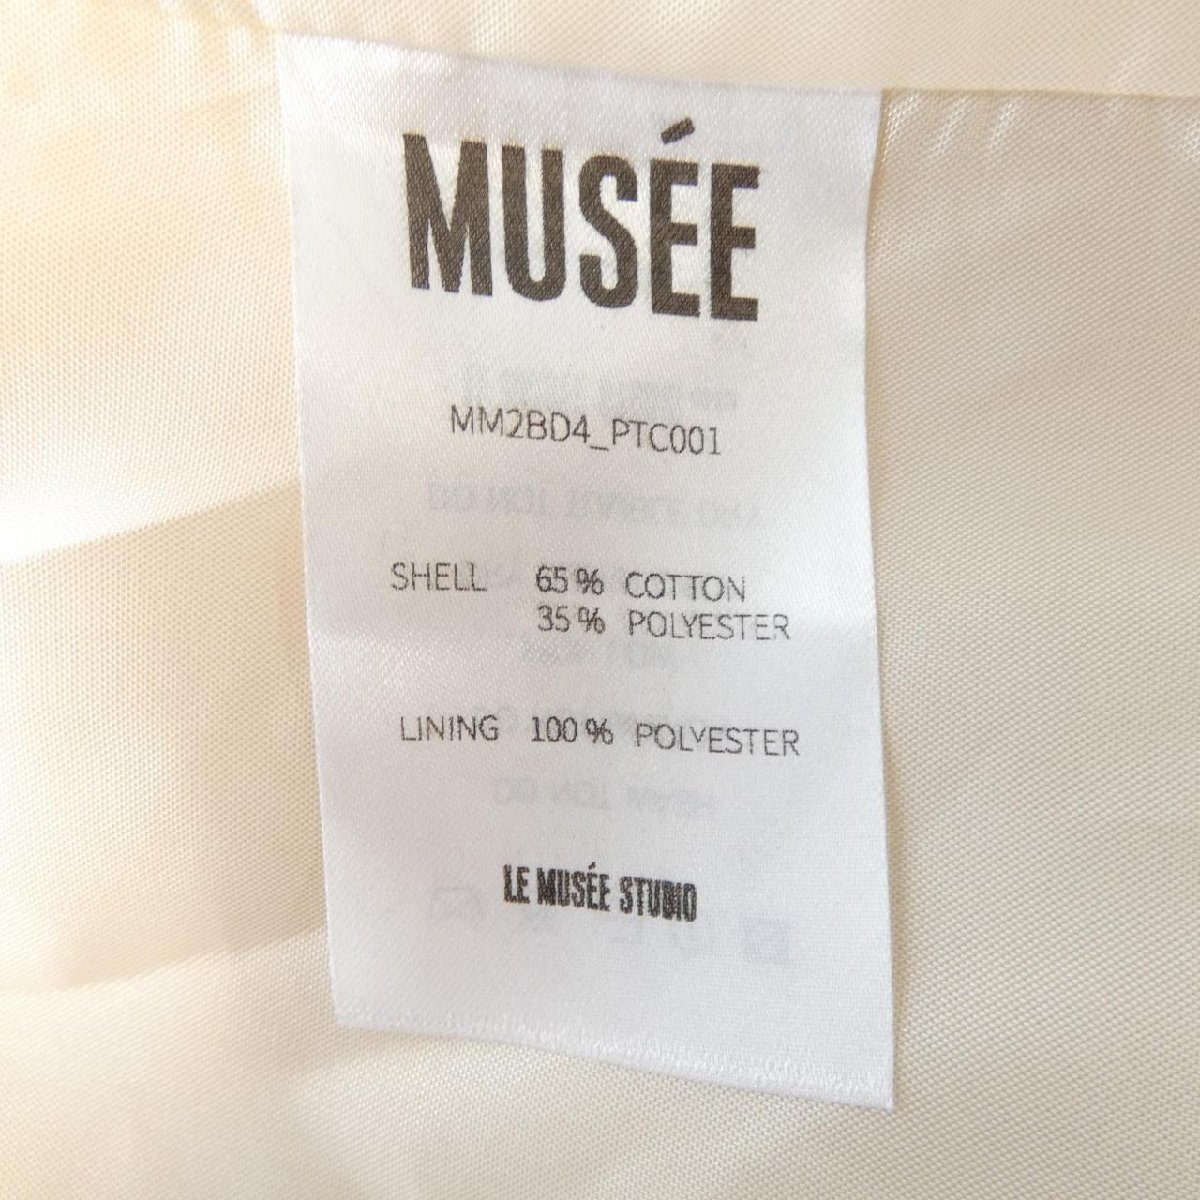 MUSÉE
MM2BD4_PTC001
SHELL 65% COTTON
35% POLYESTER
LINING 100% POLYESTER
LE MUSÉE STUDIO